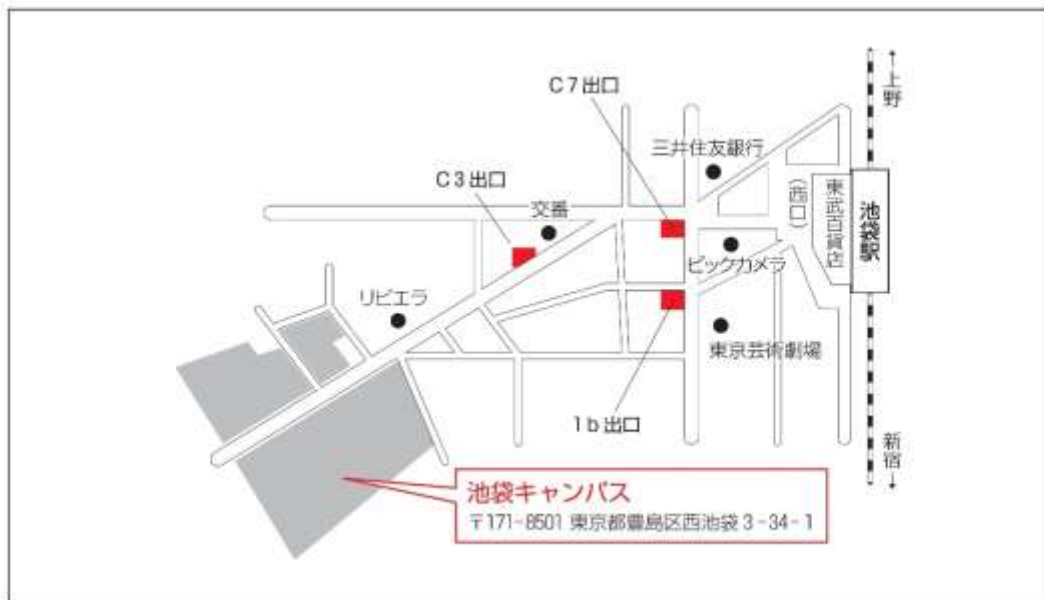 ↑上野
C7出口
三井住友銀行
C3出口
交番
(西口)
東武百貨店
池袋駅
ビックカメラ
リビエラ
東京芸術劇場
1b出口
新宿↓
池袋キャンパス
〒171-8501 東京都豊島区西池袋3-34-1